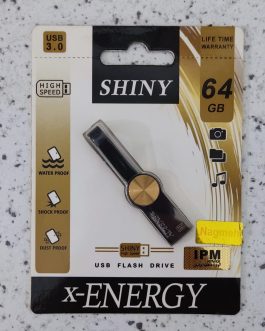 USB
3.0
LIFE TIME
WARRANTY
SHINY
HIGH
SPEED
64
GB
WATER PROOF
SHOCK PROOF
DUST PROOF
Nagmeh
SHINY
USB FLASH DRIVE
IPM
X-ENERGY